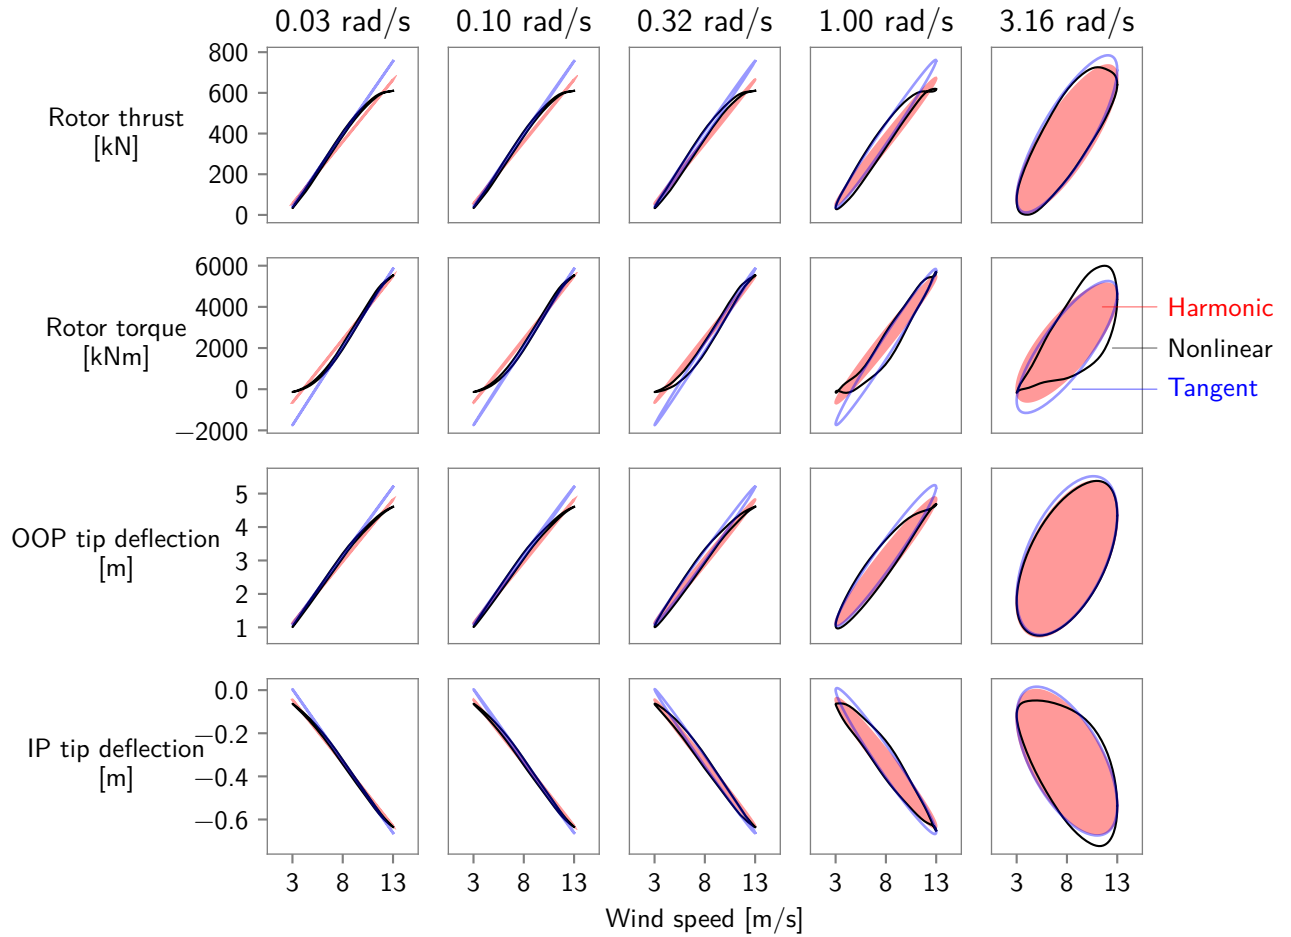 0.03 rad/s 0.10 rad/s 0.32 rad/s 1.00 rad/s 3.16 rad/s
Rotor thrust
[kN]
800
600
400
200
0
Rotor torque
[kNm]
6000
4000
2000
0
−2000
Harmonic
Nonlinear
Tangent
OOP tip deflection
[m]
5
4
3
2
1
IP tip deflection
[m]
0.0
−0.2
−0.4
−0.6
3 8 13 3 8 13 3 8 13 3 8 13 3 8 13
Wind speed [m/s]